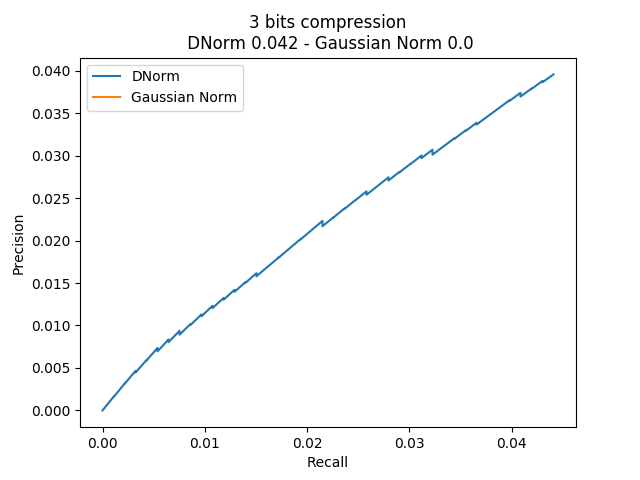 3 bits compression
DNorm 0.042 - Gaussian Norm 0.0
DNorm
Gaussian Norm
0.040
0.035
0.030
0.025
0.020
0.015
0.010
0.005
0.000
Precision
0.00 0.01 0.02 0.03 0.04
Recall